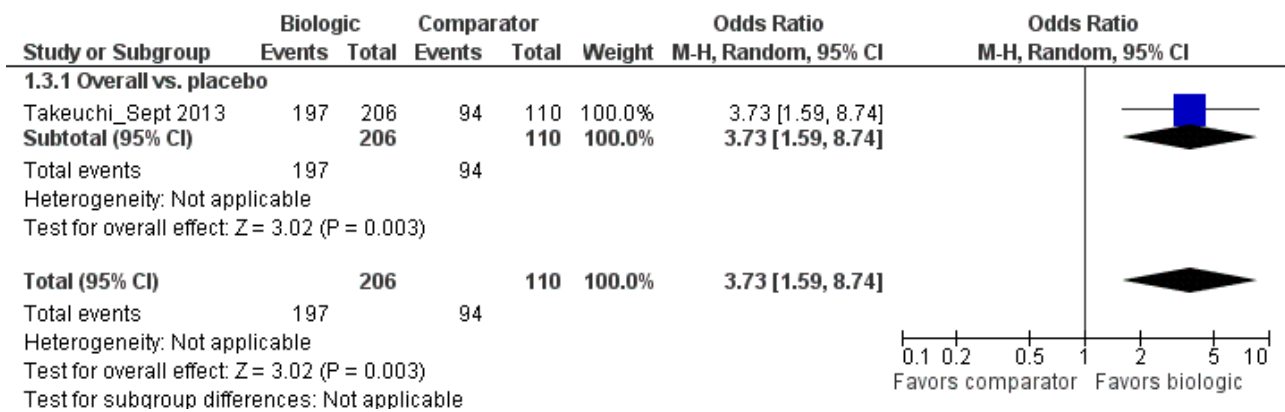 Biologic Comparator Odds Ratio Odds Ratio
Study or Subgroup Events Total Events Total Weight M-H, Random, 95% CI M-H, Random, 95% CI
1.3.1 Overall vs. placebo
Takeuchi_Sept 2013 197 206 94 110 100.0% 3.73 [1.59, 8.74]
Subtotal (95% CI) 206 110 100.0% 3.73 [1.59, 8.74]
Total events 197 94
Heterogeneity: Not applicable
Test for overall effect: Z = 3.02 (P = 0.003)
Total (95% CI) 206 110 100.0% 3.73 [1.59, 8.74]
Total events 197 94
Heterogeneity: Not applicable
Test for overall effect: Z = 3.02 (P = 0.003)
Test for subgroup differences: Not applicable
0.1 0.2 0.5 1 2 5 10
Favors comparator Favors biologic